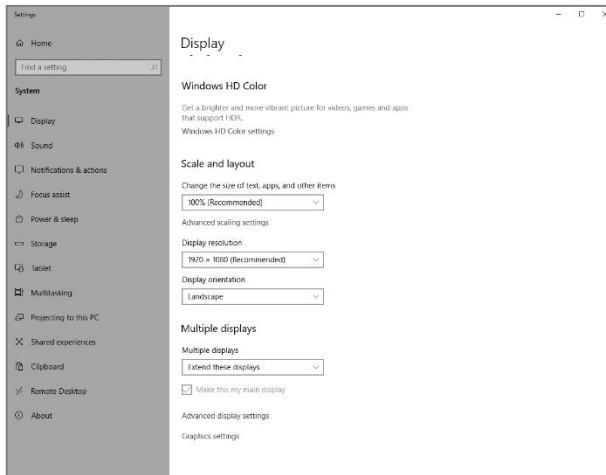 Settings
Home
Find a setting
System
Display
Sound
Notifications & actions
Focus assist
Power & sleep
Storage
Tablet
Multitasking
Projecting to this PC
Shared experiences
Clipboard
Remote Desktop
About
Display
Windows HD Color
Get a brighter and more vibrant picture for videos, games and apps
that support HDR.
Windows HD Color settings
Scale and layout
Change the size of text, apps, and other items
100% (Recommended)
Advanced scaling settings
Display resolution
1920 × 1080 (Recommended)
Display orientation
Landscape
Multiple displays
Multiple displays
Extend these displays
Make this my main display
Advanced display settings
Graphics settings